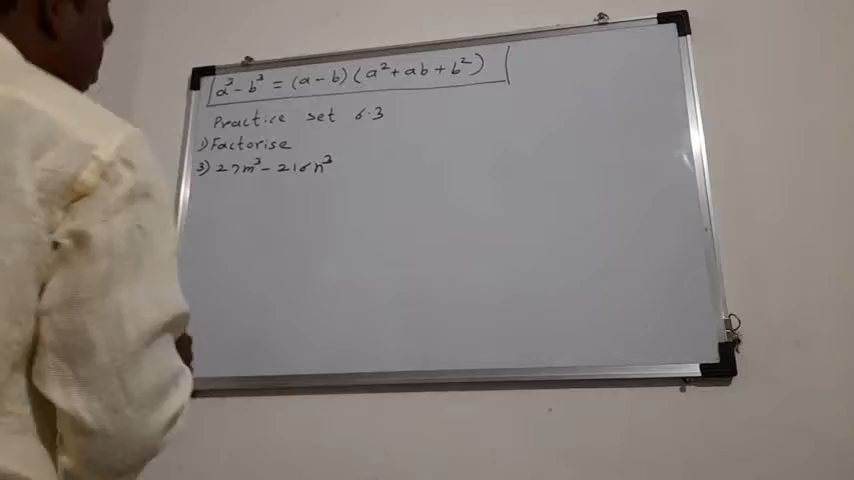 a³-b³ = (a-b)(a²+ab+b²)
Practice set 6.3
1) Factorise
3) 27m³-216n³